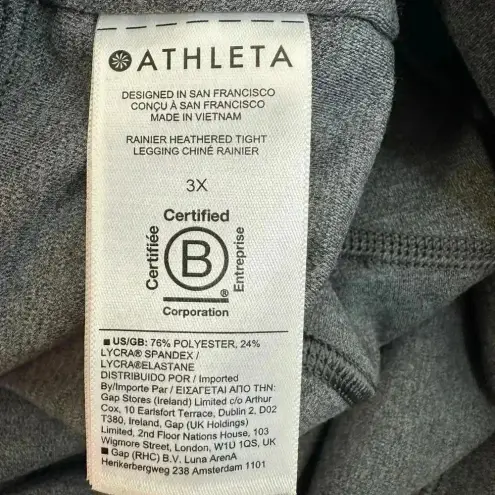 ATHLETA
DESIGNED IN SAN FRANCISCO
CONÇU À SAN FRANCISCO
MADE IN VIETNAM
RAINIER HEATHERED TIGHT
LEGGING CHINÉ RAINIER
3X
Certified
Certifiée
B
Entreprise
®
Corporation
■ US/GB: 76% POLYESTER, 24%
LYCRA® SPANDEX /
LYCRA®ELASTANE
DISTRIBUIDO POR / Imported
By/Importe Par / ΕΙΣΑΓΕΤΑΙ ΑΠΟ ΤΗΝ:
Gap Stores (Ireland) Limited c/o Arthur
Cox, 10 Earlsfort Terrace, Dublin 2, D02
T380, Ireland, Gap (UK Holdings)
Limited, 2nd Floor Nations House, 103
Wigmore Street, London, W1U 1QS, UK
■ Gap (RHC) B.V. Luna ArenA
Herikerbergweg 238 Amsterdam 1101